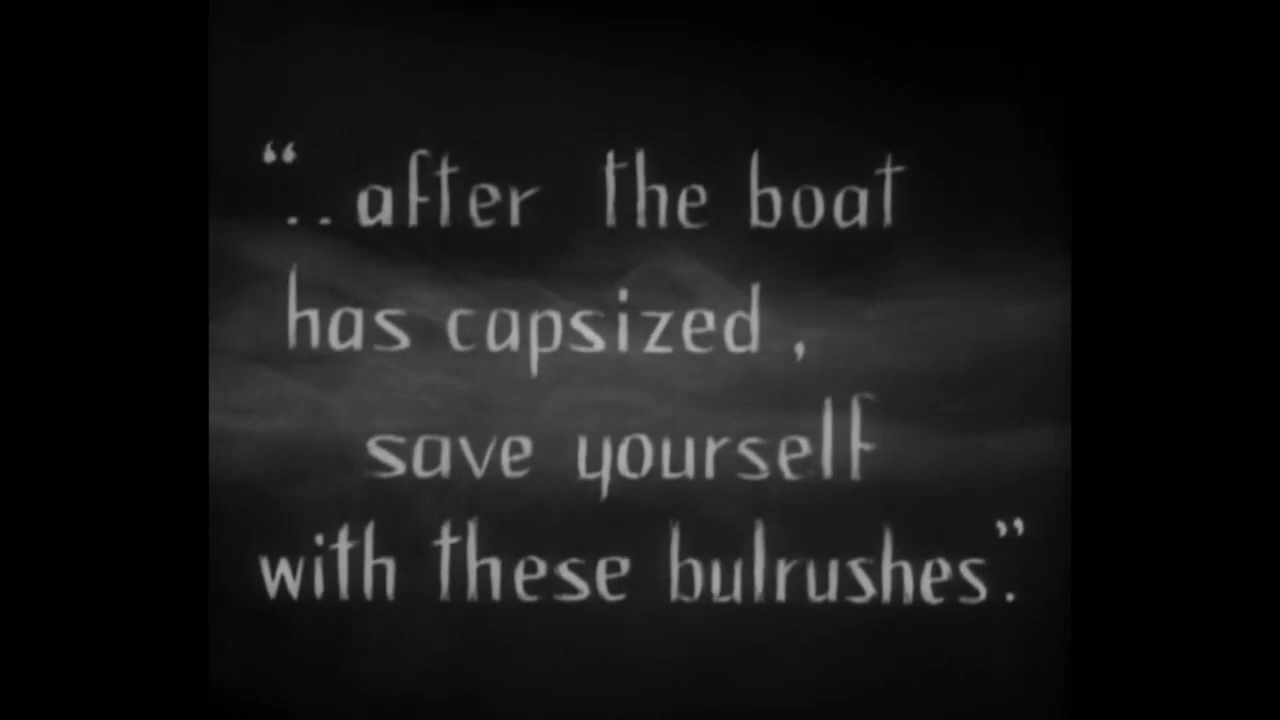 “.. after the boat
has capsized,
save yourself
with these bulrushes.”